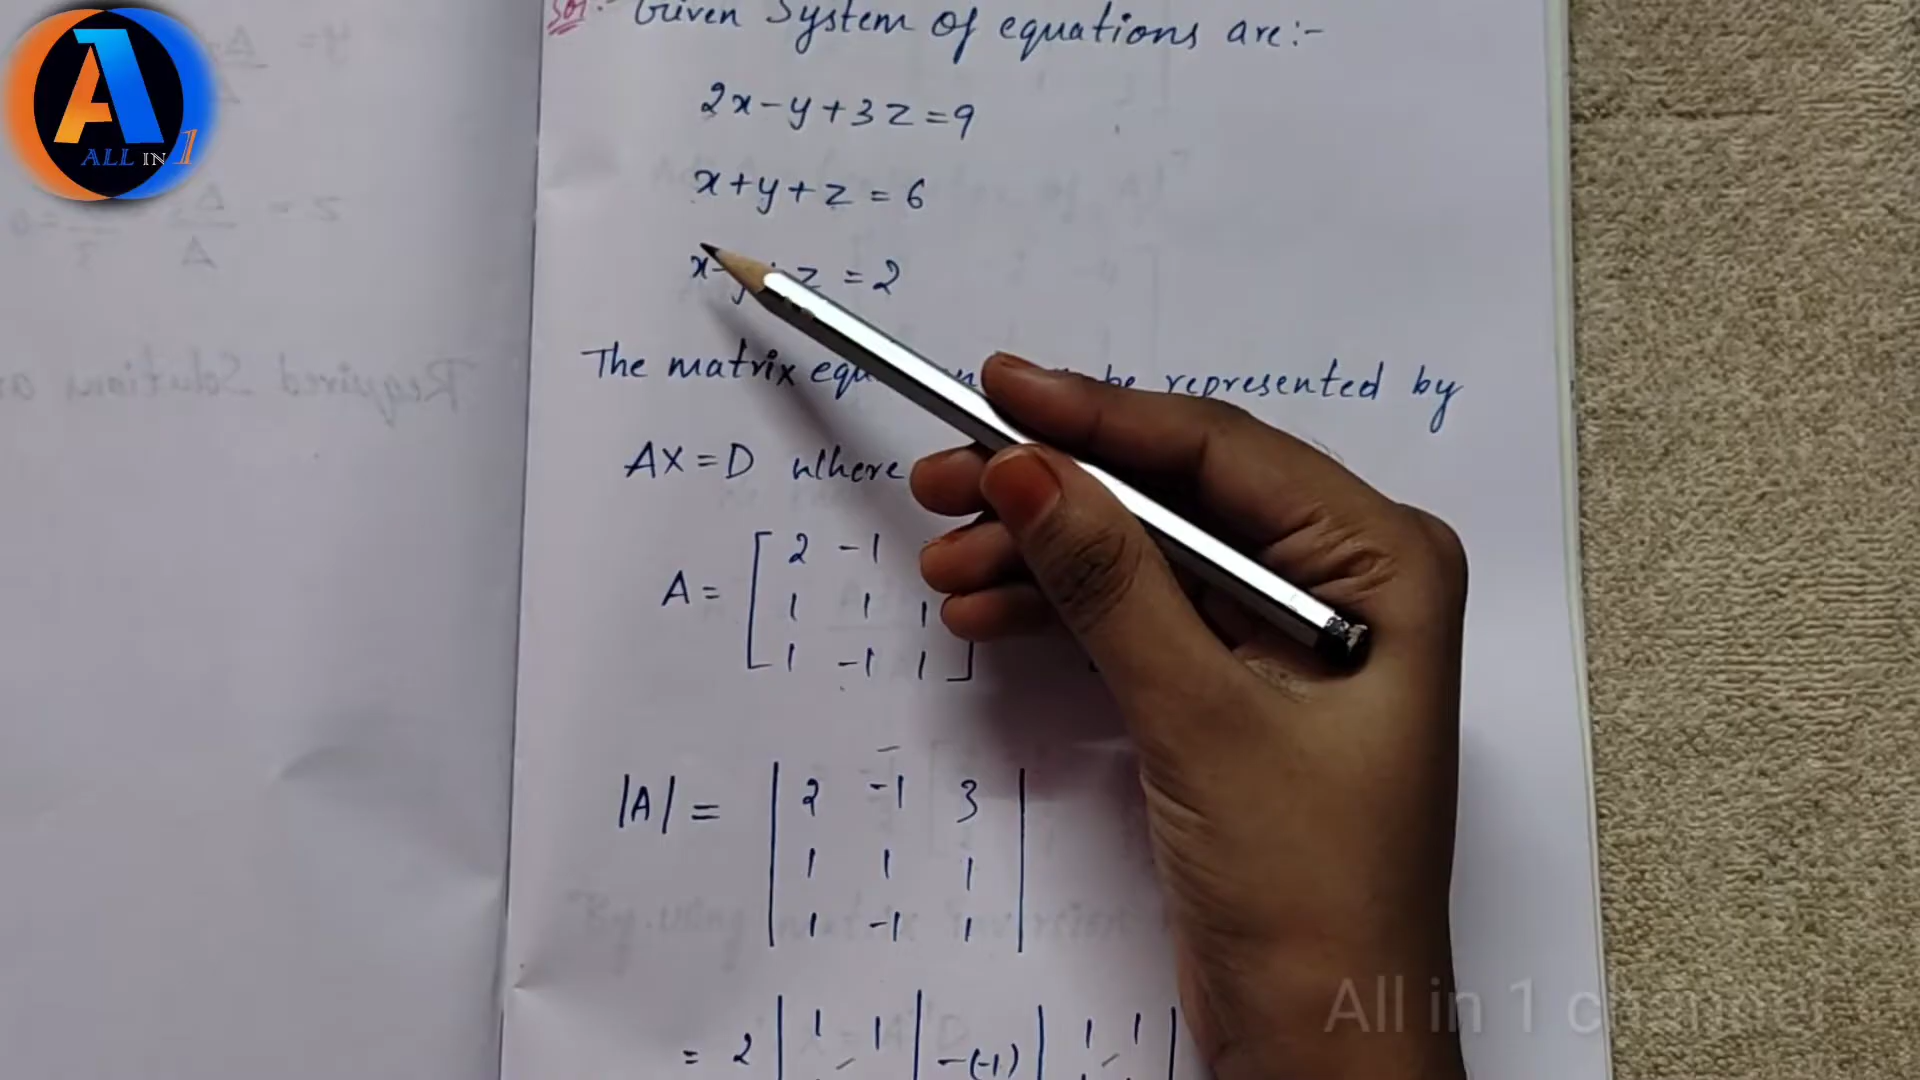 ALL IN 1
Sol:- Given System of equations are:-
2x-y+3z=9
x+y+z=6
x-y+z=2
The matrix be represented by
AX=D where
A= [ 2 -1
1 1 1
1 -1 1 ]
|A| = | 2 -1 3 |
1 1 1
1 -1 1
= 2 | 1 1 | -(-1) | 1 1 |
All in 1 channel